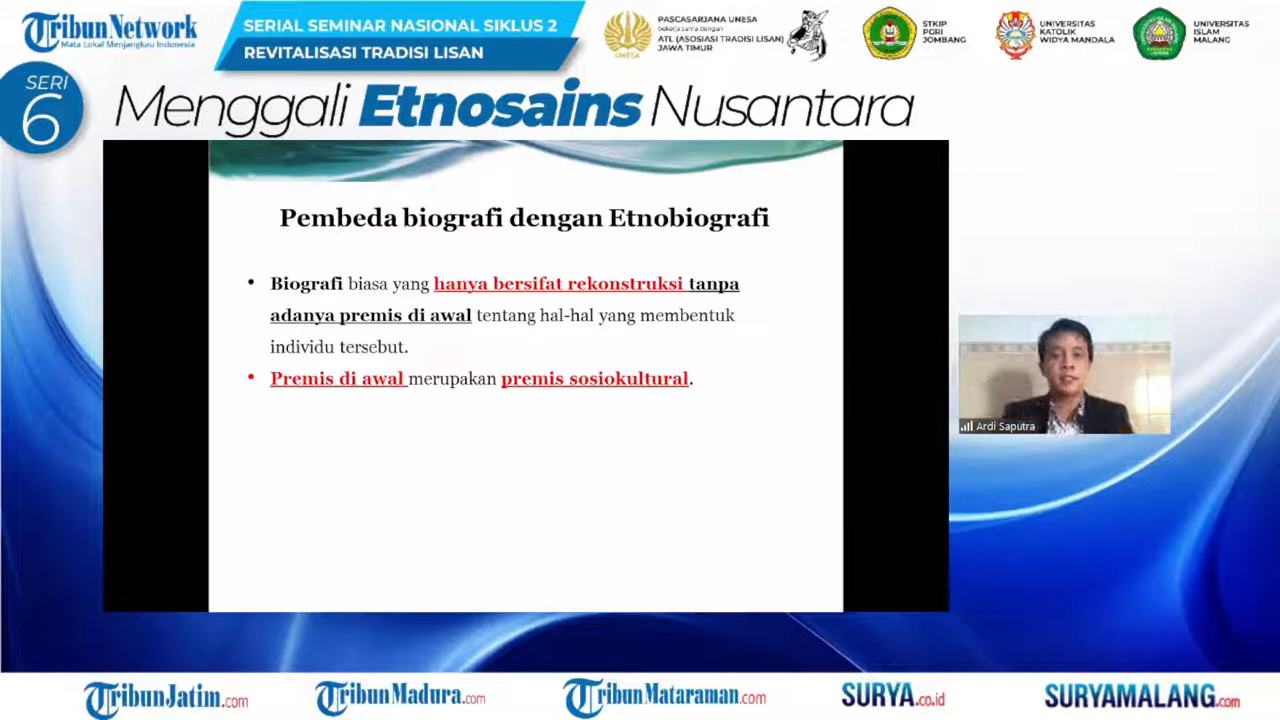 Tribun Network
Mata Lokal Menjangkau Indonesia
SERIAL SEMINAR NASIONAL SIKLUS 2
REVITALISASI TRADISI LISAN
UNESA
PASCASARJANA UNESA
bekerja sama dengan
ATL (ASOSIASI TRADISI LISAN)
JAWA TIMUR
STKIP
PGRI
JOMBANG
UNIVERSITAS
KATOLIK
WIDYA MANDALA
UNIVERSITAS
ISLAM
MALANG
SERI
6
Menggali Etnosains Nusantara
Pembeda biografi dengan Etnobiografi
• Biografi biasa yang hanya bersifat rekonstruksi tanpa
adanya premis di awal tentang hal-hal yang membentuk
individu tersebut.
• Premis di awal merupakan premis sosiokultural.
Ardi Saputra
TribunJatim.com
TribunMadura.com
TribunMataraman.com
SURYA.co.id
SURYAMALANG.com